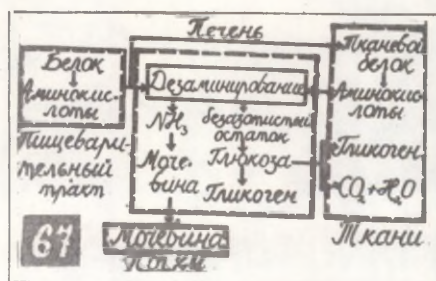 Печень
Белок
Аминокис-
лоты
Пищевари-
тельный
тракт
Дезаминирование
NH₃
Моче-
вина
безазотистый
остаток
Глюкоза
Гликоген
Мочевина
Почки
Тканевой
белок
Аминокис-
лоты
Гликоген
CO₂+H₂O
Ткани
67